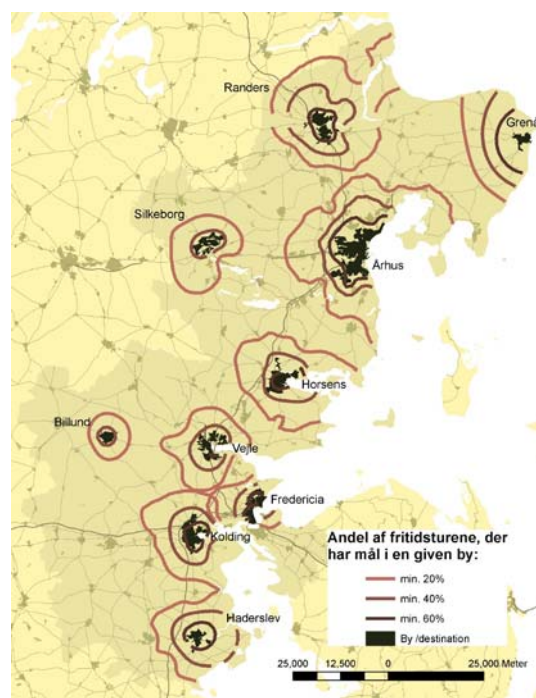 Randers
Grenå
Silkeborg
Århus
Horsens
Billund
Vejle
Fredericia
Kolding
Haderslev
Andel af fritidsturene, der
har mål i en given by:
min. 20%
min. 40%
min. 60%
By /destination
25,000 12,500 0 25,000 Meter